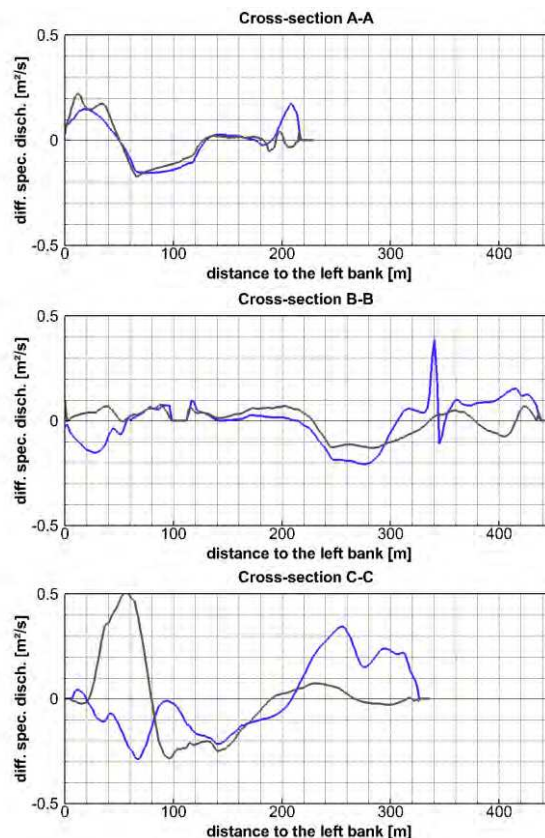 Cross-section A-A
0.5
0
-0.5
diff. spec. disch. [m²/s]
0
100
200
300
400
distance to the left bank [m]
Cross-section B-B
0.5
0
-0.5
diff. spec. disch. [m²/s]
0
100
200
300
400
distance to the left bank [m]
Cross-section C-C
0.5
0
-0.5
diff. spec. disch. [m²/s]
0
100
200
300
400
distance to the left bank [m]